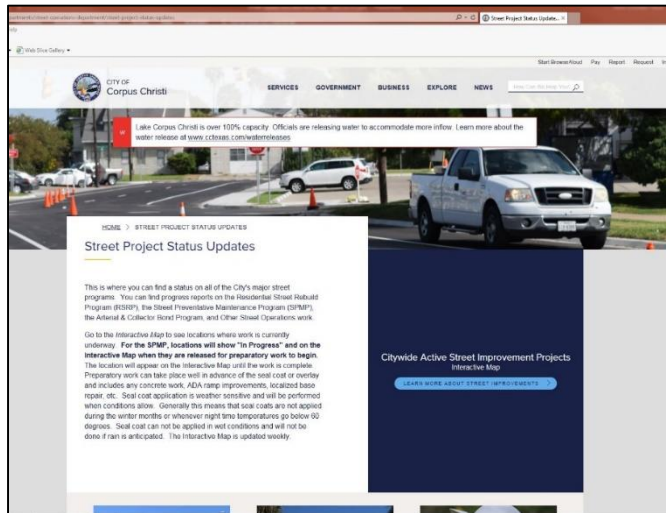 Street Project Status Updates...
Web Slice Gallery
Start Browse About Pay Report Request
CITY OF
Corpus Christi
SERVICES GOVERNMENT BUSINESS EXPLORE NEWS
Lake Corpus Christi is over 100% capacity. Officials are releasing water to accommodate more inflow. Learn more about the
water release at www.cctexas.com/waterreleases
HOME > STREET PROJECT STATUS UPDATES
Street Project Status Updates
This is where you can find a status on all of the City's major street
programs. You can find progress reports on the Residential Street Rebuild
Program (RSRP), the Street Preventative Maintenance Program (SPMP),
the Arterial & Collector Bond Program, and Other Street Operations work.
Go to the Interactive Map to see locations where work is currently
underway. For the SPMP, locations will show "In Progress" and on the
Interactive Map when they are released for preparatory work to begin.
The location will appear on the Interactive Map until the work is complete.
Preparatory work can take place well in advance of the seal coat or overlay
and includes any concrete work, ADA ramp improvements, localized base
repair, etc. Seal coat application is weather sensitive and will be performed
when conditions allow. Generally this means that seal coats are not applied
during the winter months or whenever night time temperatures go below 60
degrees. Seal coat can not be applied in wet conditions and will not be
done if rain is anticipated. The Interactive Map is updated weekly.
Citywide Active Street Improvement Projects
Interactive Map
LEARN MORE ABOUT STREET IMPROVEMENTS